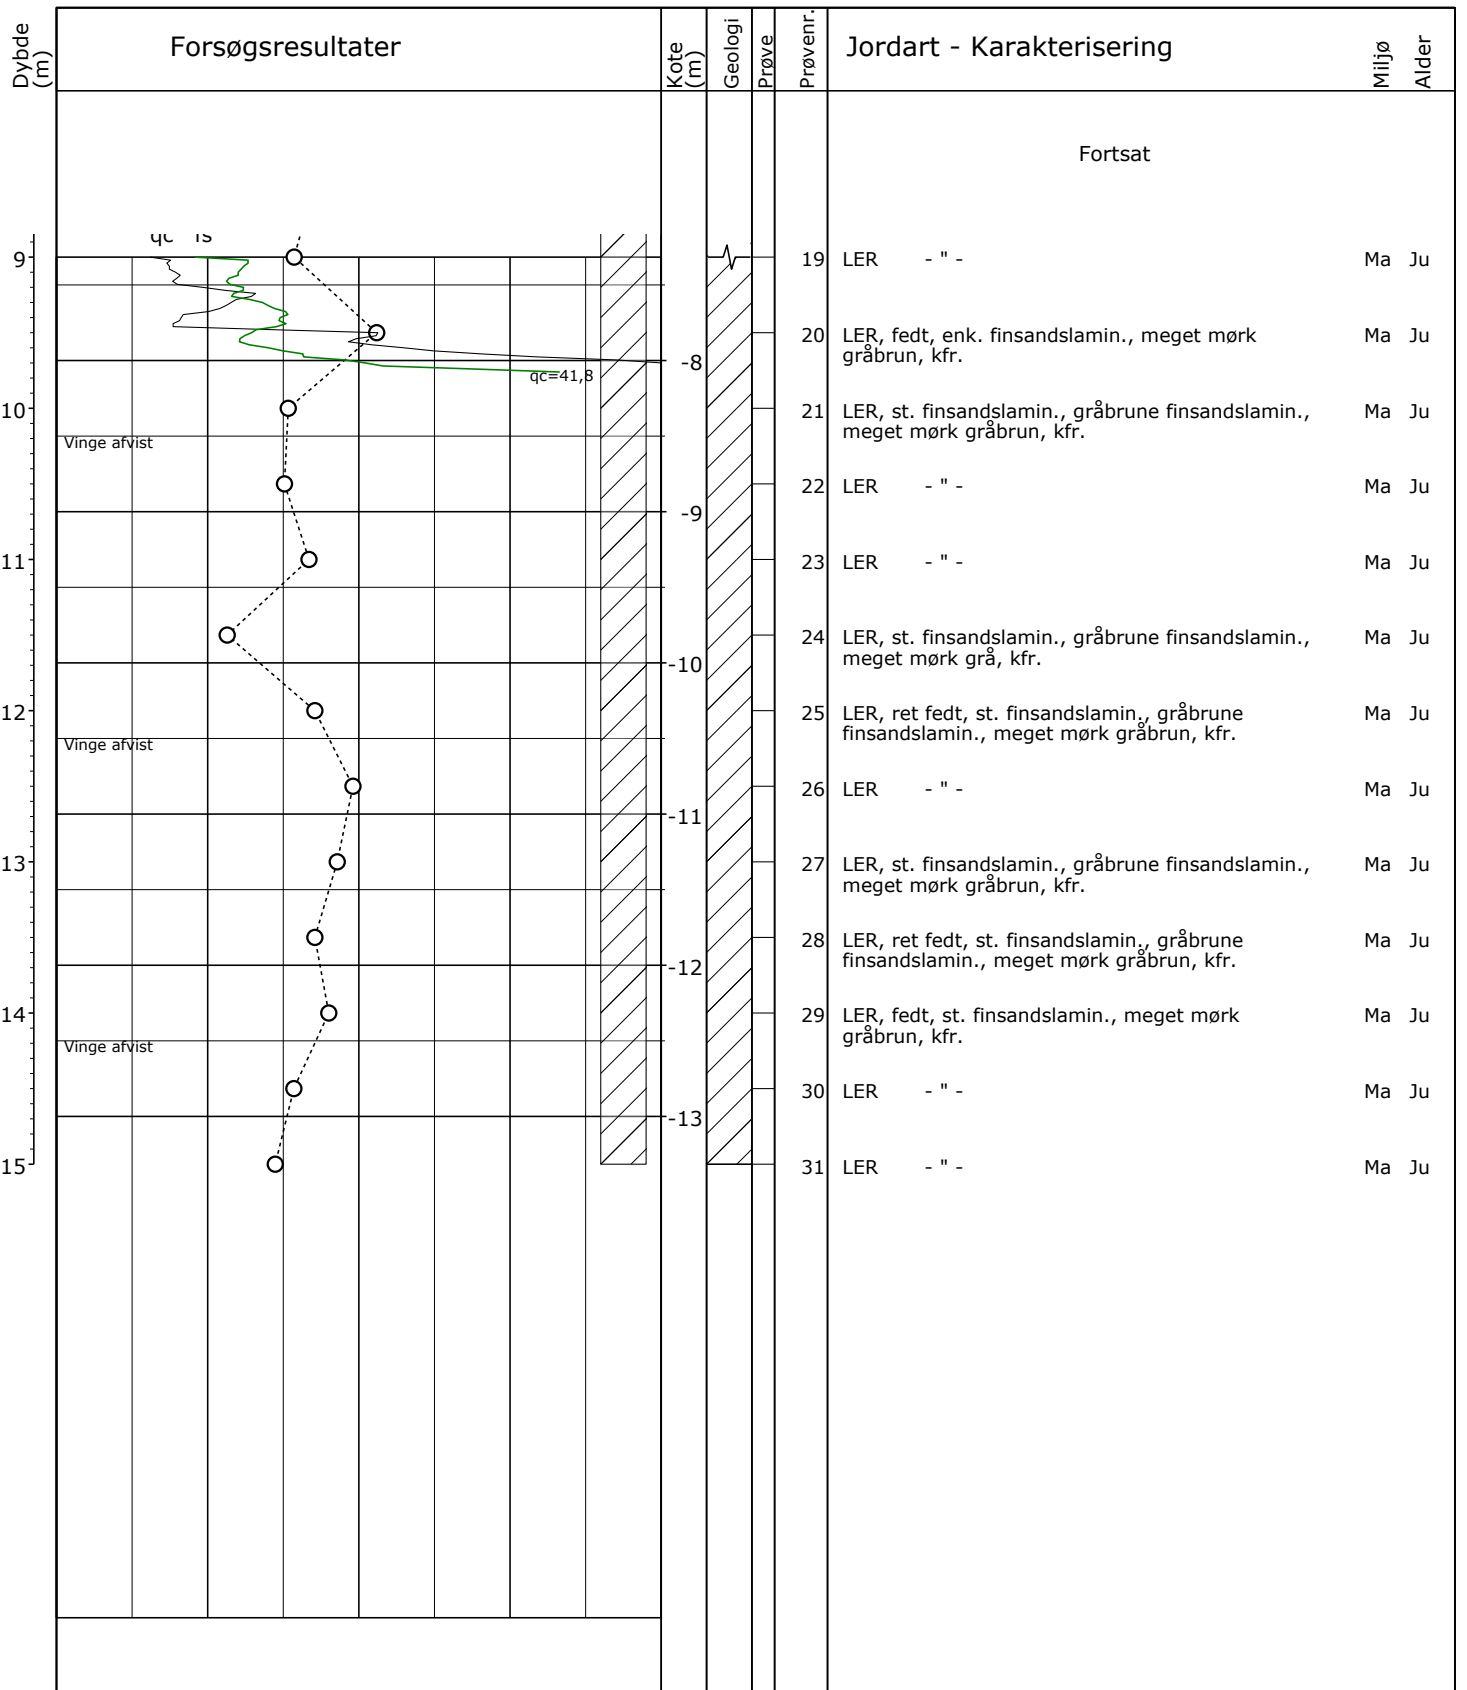 Dybde
(m)
Forsøgsresultater
Kote
(m)
Geologi
Prøve
Prøvenr.
Jordart - Karakterisering
Miljø
Alder
Fortsat
qc fs
9
19 LER - " - Ma Ju
20 LER, fedt, enk. finsandslamin., meget mørk Ma Ju
gråbrun, kfr.
-8
qc=41,8
10
21 LER, st. finsandslamin., gråbrune finsandslamin., Ma Ju
meget mørk gråbrun, kfr.
Vinge afvist
22 LER - " - Ma Ju
-9
11
23 LER - " - Ma Ju
24 LER, st. finsandslamin., gråbrune finsandslamin., Ma Ju
meget mørk grå, kfr.
-10
12
25 LER, ret fedt, st. finsandslamin., gråbrune Ma Ju
finsandslamin., meget mørk gråbrun, kfr.
Vinge afvist
26 LER - " - Ma Ju
-11
13
27 LER, st. finsandslamin., gråbrune finsandslamin., Ma Ju
meget mørk gråbrun, kfr.
28 LER, ret fedt, st. finsandslamin., gråbrune Ma Ju
finsandslamin., meget mørk gråbrun, kfr.
-12
14
29 LER, fedt, st. finsandslamin., meget mørk Ma Ju
gråbrun, kfr.
Vinge afvist
30 LER - " - Ma Ju
-13
15
31 LER - " - Ma Ju